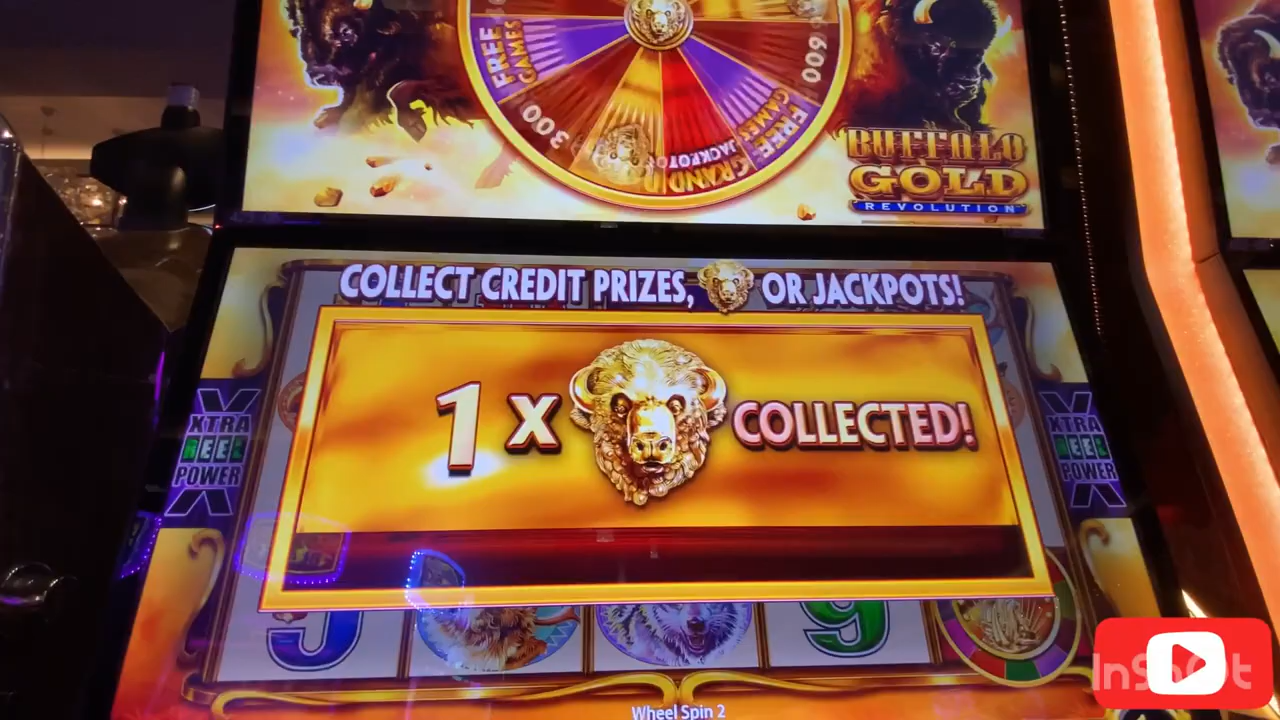 FREE
GAMES
300
GRAND
JACKPOT
FREE
GAMES
600
BUFFALO
GOLD
REVOLUTION
COLLECT CREDIT PRIZES, OR JACKPOTS!
1 X COLLECTED!
XTRA
REEL
POWER
XTRA
REEL
POWER
J
9
Wheel Spin 2
InShOt